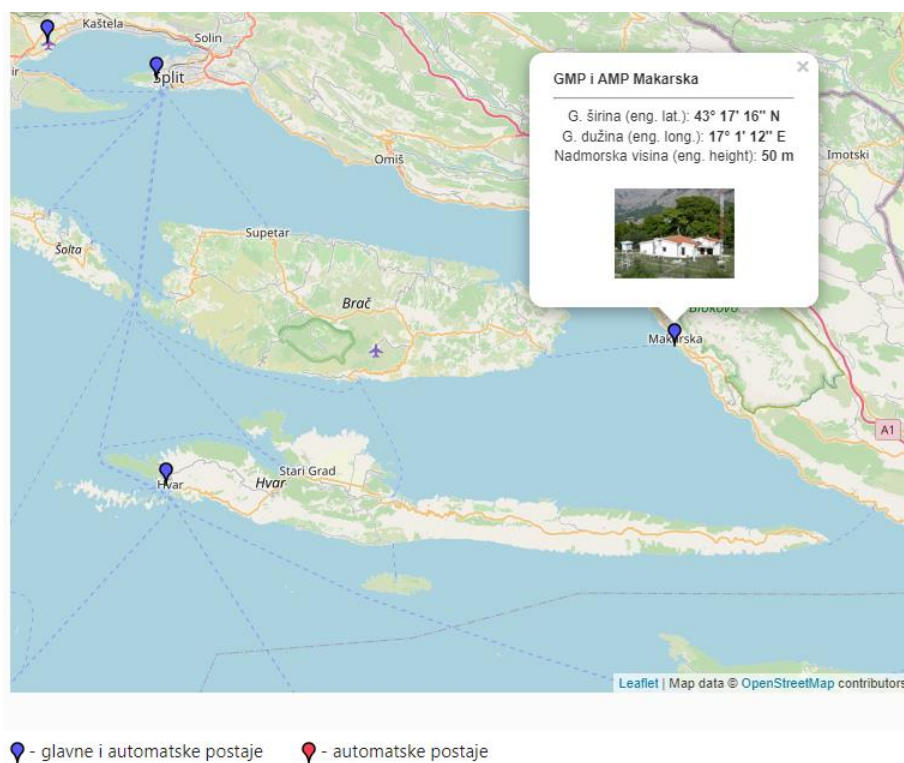 Kaštela
Solin
Split
GMP i AMP Makarska
×
G. širina (eng. lat.): 43° 17' 16" N
G. dužina (eng. long.): 17° 1' 12" E
Nadmorska visina (eng. height): 50 m
Omiš
Imotski
Supetar
Šolta
Brač
Biokovo
Makarska
A1
Stari Grad
Hvar
Hvar
Leaflet | Map data © OpenStreetMap contributors
- glavne i automatske postaje
- automatske postaje